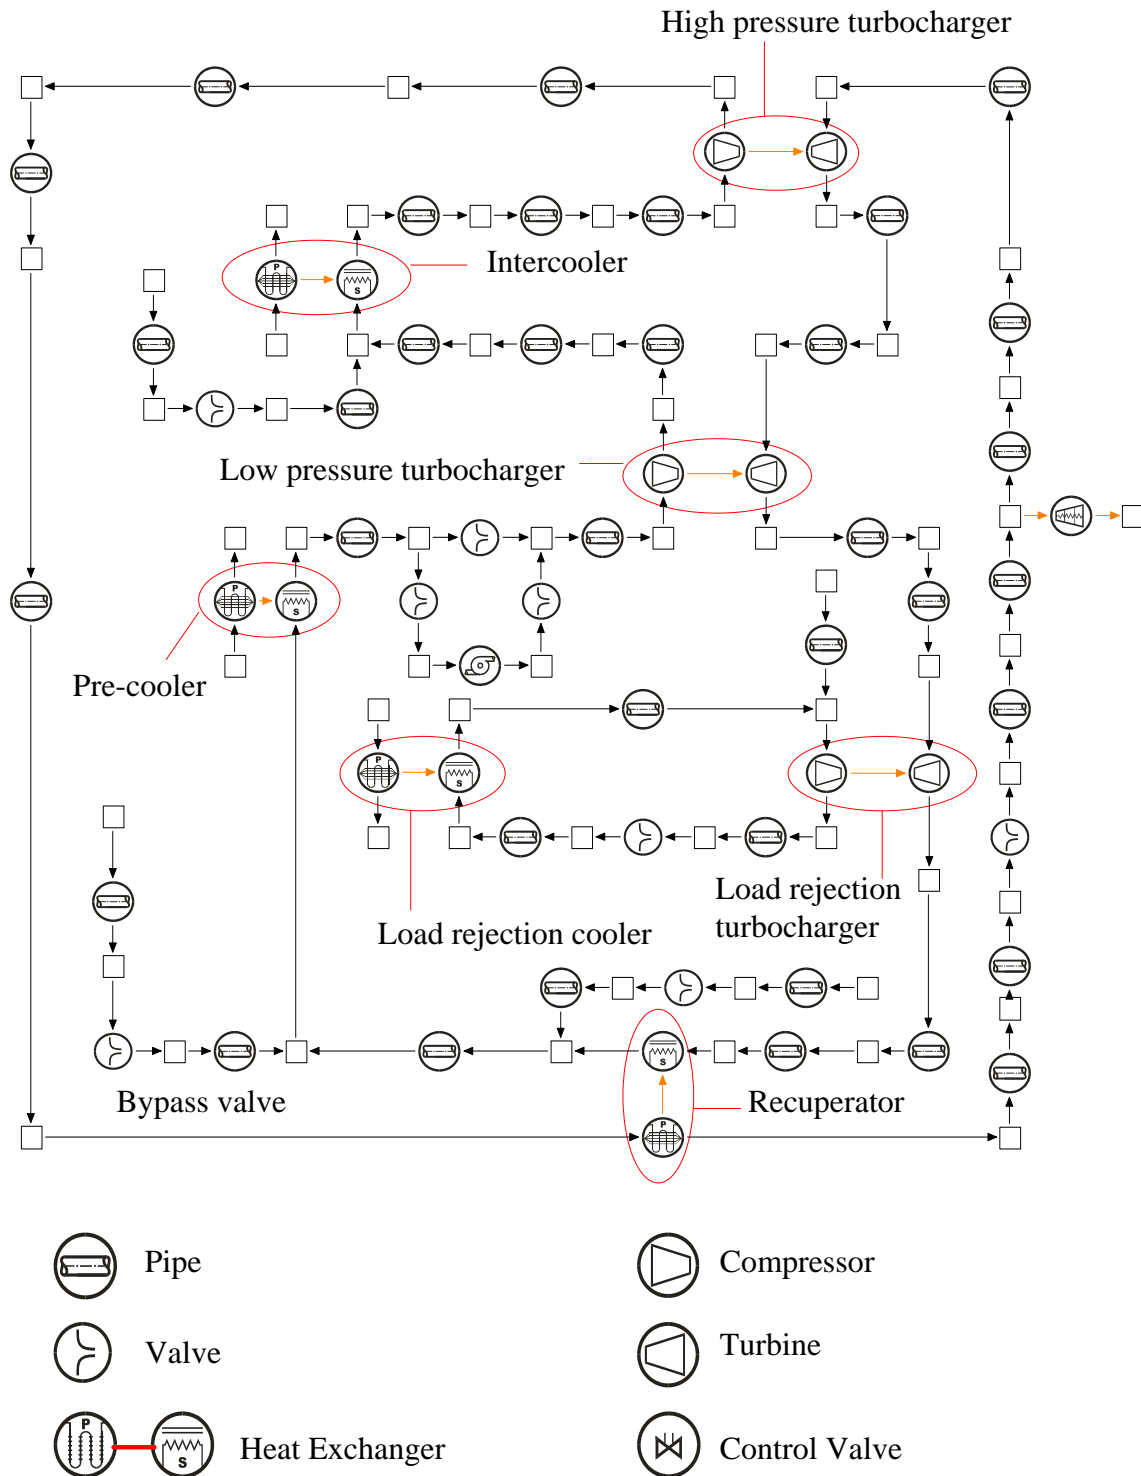 High pressure turbocharger
P
S
Intercooler
Low pressure turbocharger
P
S
Pre-cooler
P
S
Load rejection
turbocharger
Load rejection cooler
S
Bypass valve
Recuperator
P
Pipe
Compressor
Valve
Turbine
P
S
Heat Exchanger
Control Valve